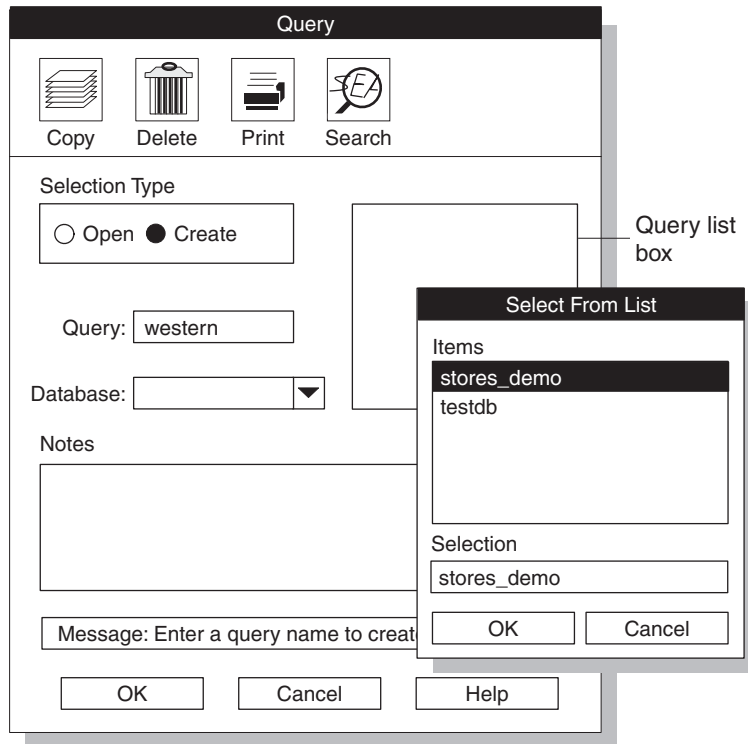 Query
Copy Delete Print Search
Selection Type
Open Create
Query list
box
Query: western
Database:
Notes
Message: Enter a query name to creat
OK Cancel Help
Select From List
Items
stores_demo
testdb
Selection
stores_demo
OK Cancel